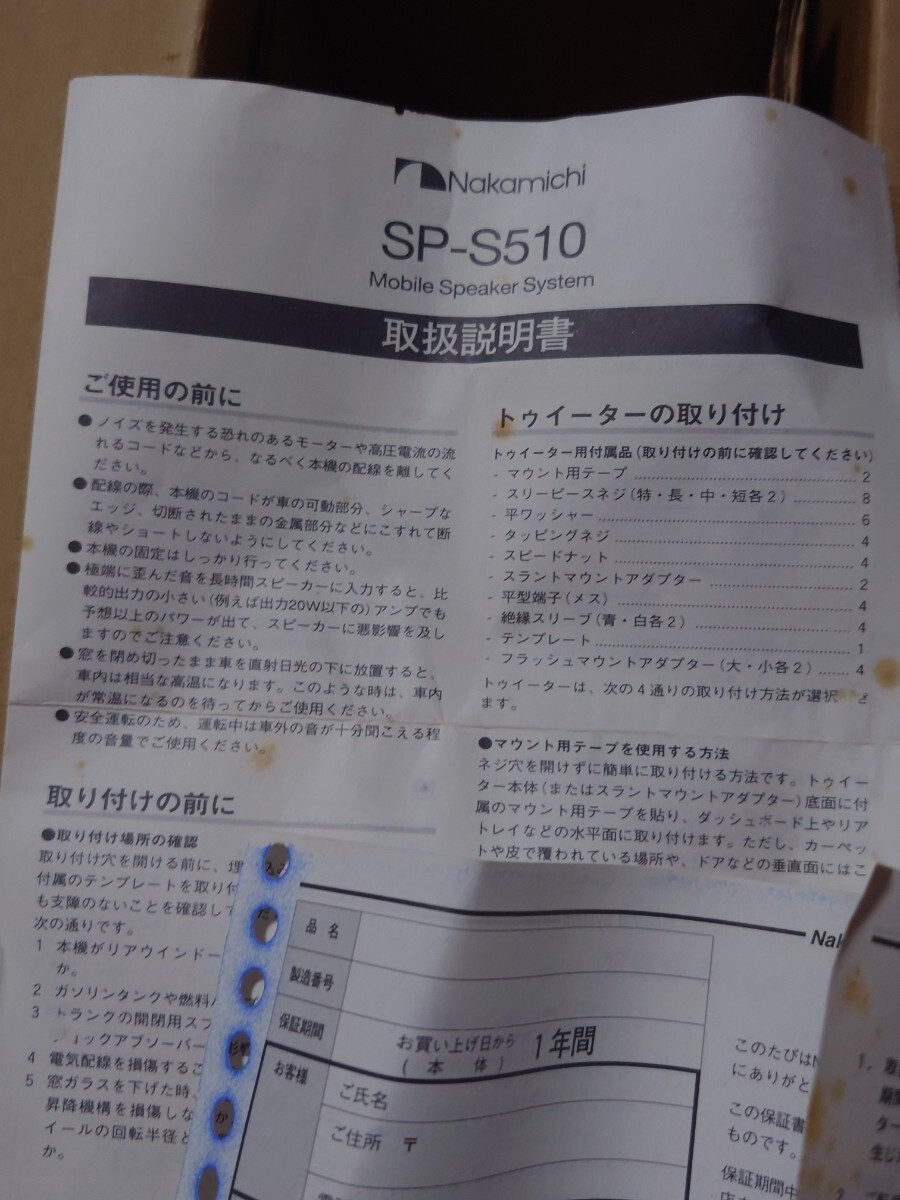 Nakamichi
SP-S510
Mobile Speaker System
取扱説明書
ご使用の前に
●ノイズを発生する恐れのあるモーターや高圧電流の流
れるコードなどから、なるべく本機の配線を離してく
ださい。
●配線の際、本機のコードが車の可動部分、シャープな
エッジ、切断されたままの金属部分などにこすれて断
線やショートしないようにしてください。
●本機の固定はしっかり行ってください。
●極端に歪んだ音を長時間スピーカーに入力すると、比
較的出力の小さい(例えば出力20W以下の)アンプでも
予想以上のパワーが出て、スピーカーに悪影響を及し
ますのでご注意ください。
●窓を閉め切ったまま車を直射日光の下に放置すると、
車内は相当な高温になります。このような時は、車内
が常温になるのを待ってからご使用ください。
●安全運転のため、運転中は車外の音が十分聞こえる程
度の音量でご使用ください。
取り付けの前に
●取り付け場所の確認
取り付け穴を開ける前に、埋
付属のテンプレートを取り付
も支障のないことを確認して
次の通りです。
1 本機がリアウインドー
か。
2 ガソリンタンクや燃料
3 トランクの開閉用スプ
ョックアブソーバー
4 電気配線を損傷するこ
5 窓ガラスを下げた時、
昇降機構を損傷しな
イールの回転半径と
か。
トゥイーターの取り付け
トゥイーター用付属品(取り付けの前に確認してください)
- マウント用テープ 2
- スリーピースネジ(特・長・中・短各2) 8
- 平ワッシャー 6
- タッピングネジ 4
- スピードナット 4
- スラントマウントアダプター 2
- 平型端子(メス) 4
- 絶縁スリーブ(青・白各2) 4
- テンプレート 1
- フラッシュマウントアダプター(大・小各2) 4
トゥイーターは、次の4通りの取り付け方法が選択
ます。
●マウント用テープを使用する方法
ネジ穴を開けずに簡単に取り付ける方法です。トゥイー
ター本体(またはスラントマウントアダプター)底面に付
属のマウント用テープを貼り、ダッシュボード上やリア
トレイなどの水平面に取り付けます。ただし、カーペッ
トや皮で覆われている場所や、ドアなどの垂直面にはこ
Nak
品名
製造番号
保証期間
お買い上げ日から
(本体)
1年間
お客様
ご氏名
ご住所 〒
このたびはN
にありがと
この保証書
ものです。
保証期間中
1. 取
期間
ター
生じ